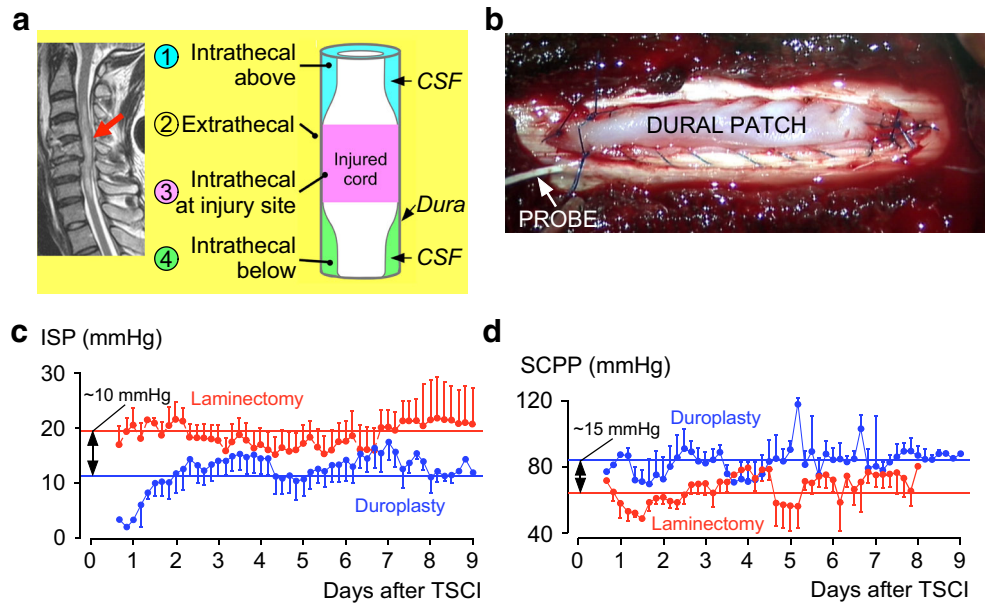 a
1 Intrathecal above
CSF
2 Extrathecal
Injured cord
3 Intrathecal at injury site
Dura
4 Intrathecal below
CSF
b
DURAL PATCH
PROBE
c
ISP (mmHg)
30
20
10
0
~10 mmHg
Laminectomy
Duroplasty
0 1 2 3 4 5 6 7 8 9
Days after TSCI
d
SCPP (mmHg)
120
80
40
~15 mmHg
Duroplasty
Laminectomy
0 1 2 3 4 5 6 7 8 9
Days after TSCI